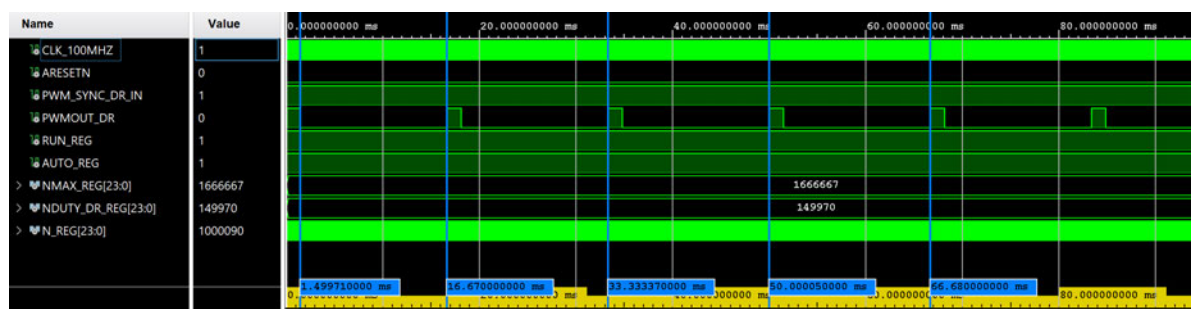 Name Value 0.000000000 ms 20.000000000 ms 40.000000000 ms 60.000000000 ms 80.000000000 ms
CLK_100MHZ 1
ARESETN 0
PWM_SYNC_DR_IN 1
PWMOUT_DR 0
RUN_REG 1
AUTO_REG 1
> NMAX_REG[23:0] 1666667 1666667
> NDUTY_DR_REG[23:0] 149970 149970
> N_REG[23:0] 1000090
1.499710000 ms 16.670000000 ms 33.333370000 ms 50.000050000 ms 66.680000000 ms
80.000000000 ms